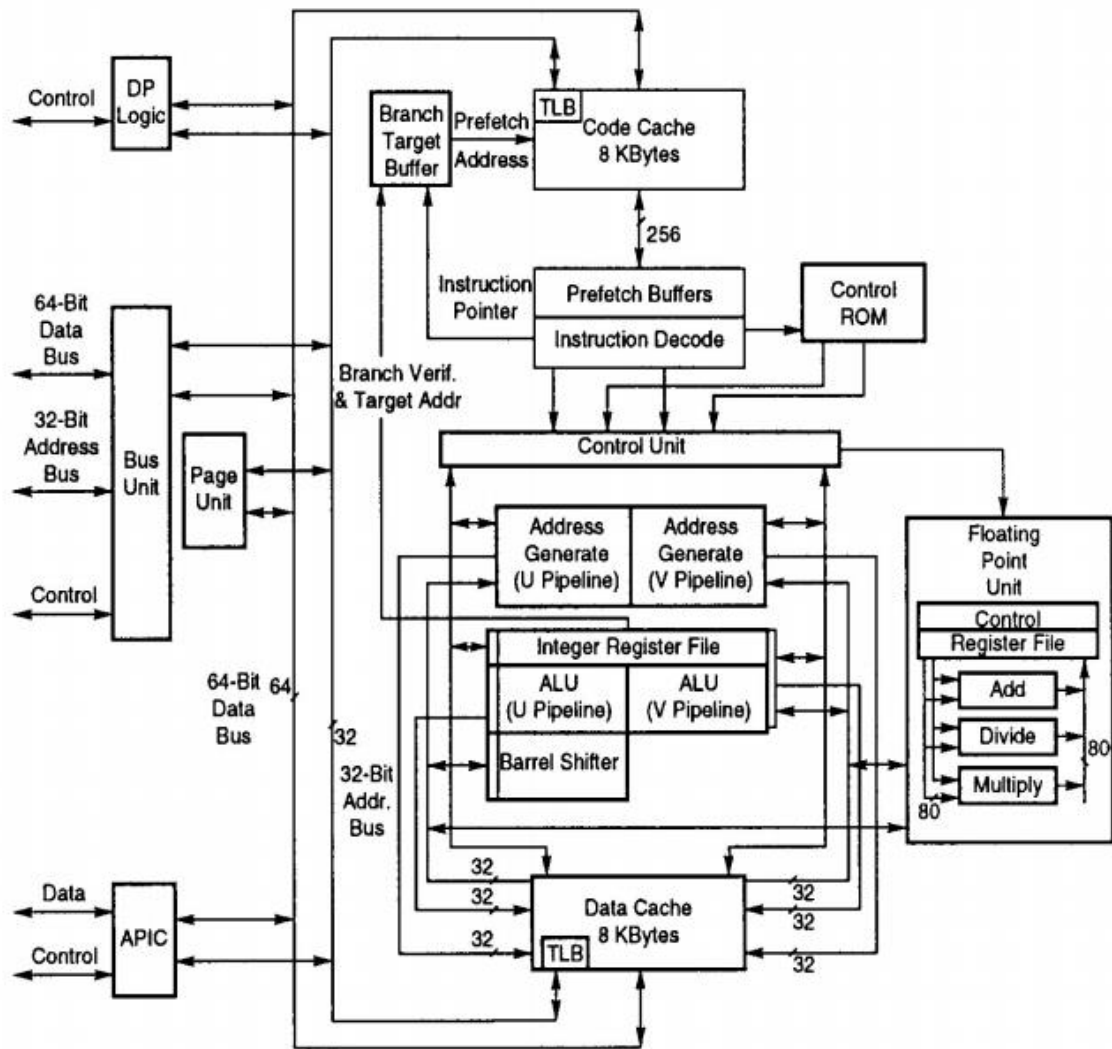 DP
Logic
Control
Branch
Target
Buffer
Prefetch
Address
TLB
Code Cache
8 KBytes
256
Instruction
Pointer
Prefetch Buffers
Instruction Decode
Control
ROM
64-Bit
Data
Bus
32-Bit
Address
Bus
Control
Bus
Unit
Page
Unit
Branch Verif.
& Target Addr
Control Unit
Address
Generate
(U Pipeline)
Address
Generate
(V Pipeline)
Integer Register File
ALU
(U Pipeline)
ALU
(V Pipeline)
Barrel Shifter
Floating
Point
Unit
Control
Register File
Add
Divide
Multiply
80
80
64-Bit
Data
Bus
64
32
32-Bit
Addr.
Bus
32
32
32
32
32
32
Data Cache
8 KBytes
TLB
Data
Control
APIC